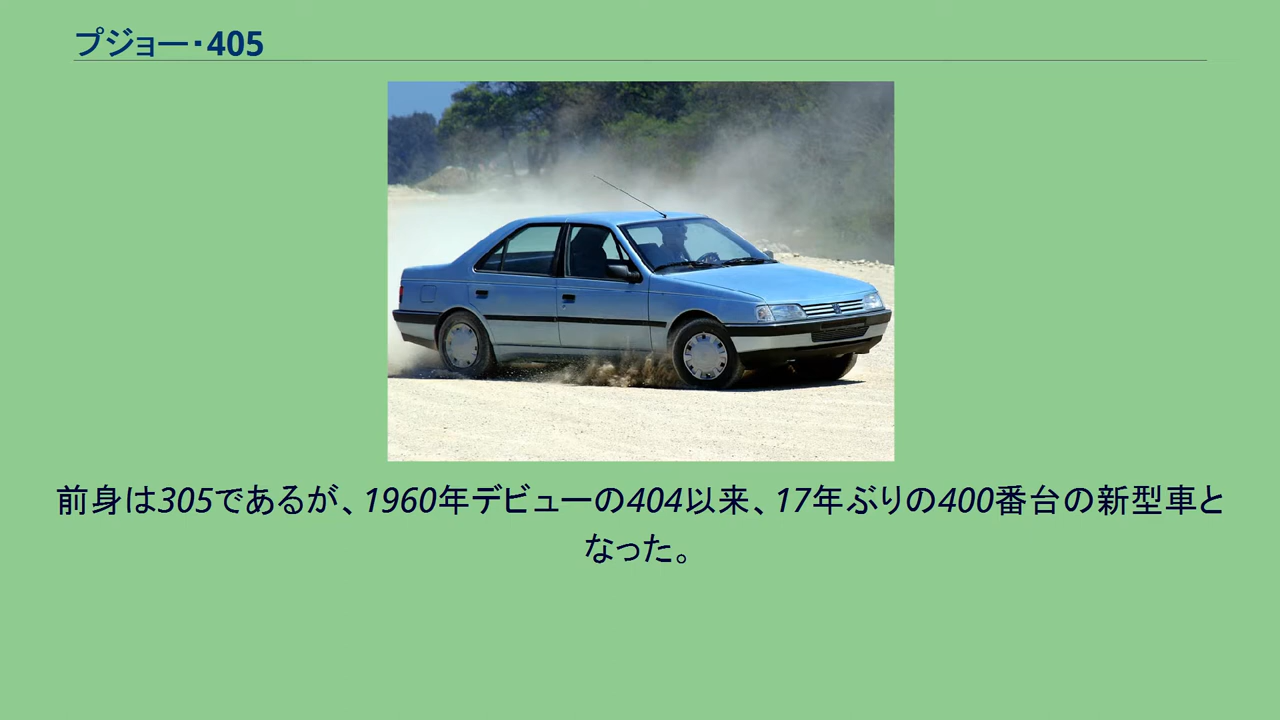 プジョー・405
前身は305であるが、1960年デビューの404以来、17年ぶりの400番台の新型車と
なった。